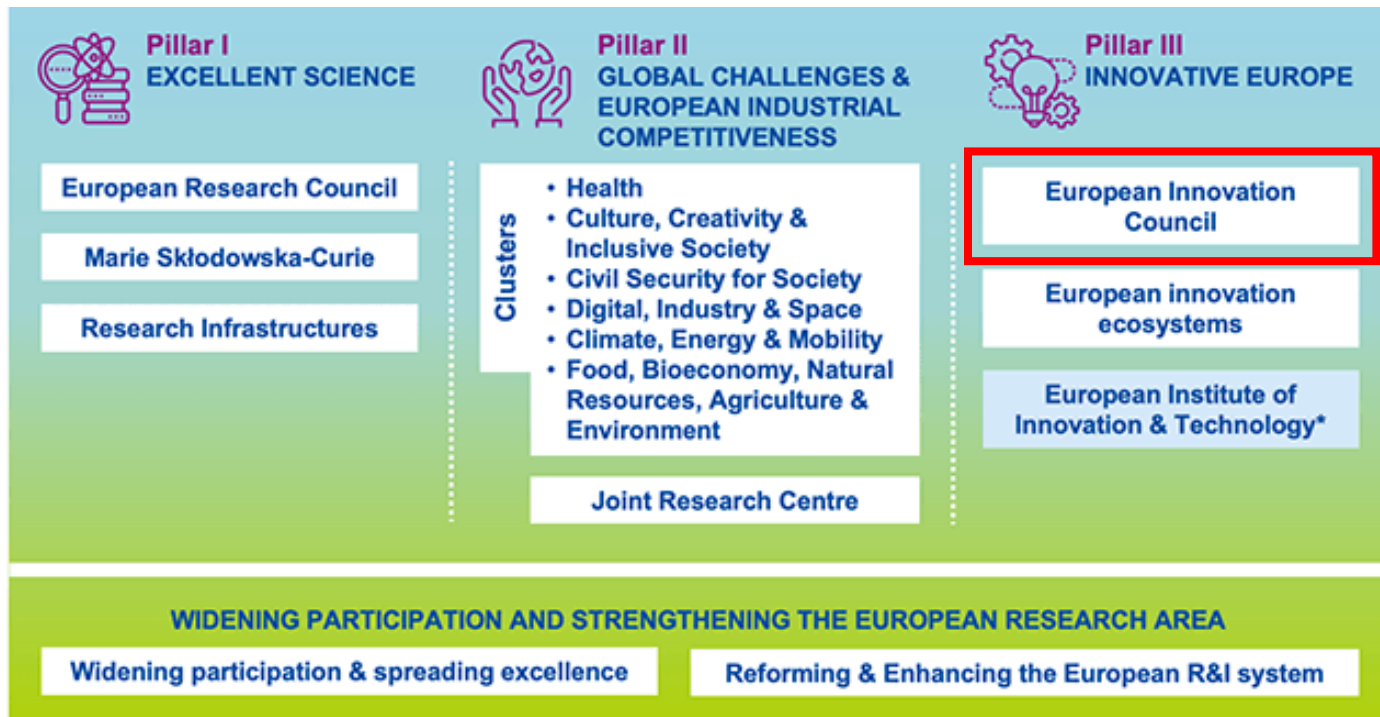 Pillar I
EXCELLENT SCIENCE
European Research Council
Marie Skłodowska-Curie
Research Infrastructures
Pillar II
GLOBAL CHALLENGES &
EUROPEAN INDUSTRIAL
COMPETITIVENESS
Clusters
• Health
• Culture, Creativity &
Inclusive Society
• Civil Security for Society
• Digital, Industry & Space
• Climate, Energy & Mobility
• Food, Bioeconomy, Natural
Resources, Agriculture &
Environment
Joint Research Centre
Pillar III
INNOVATIVE EUROPE
European Innovation
Council
European innovation
ecosystems
European Institute of
Innovation & Technology*
WIDENING PARTICIPATION AND STRENGTHENING THE EUROPEAN RESEARCH AREA
Widening participation & spreading excellence
Reforming & Enhancing the European R&I system